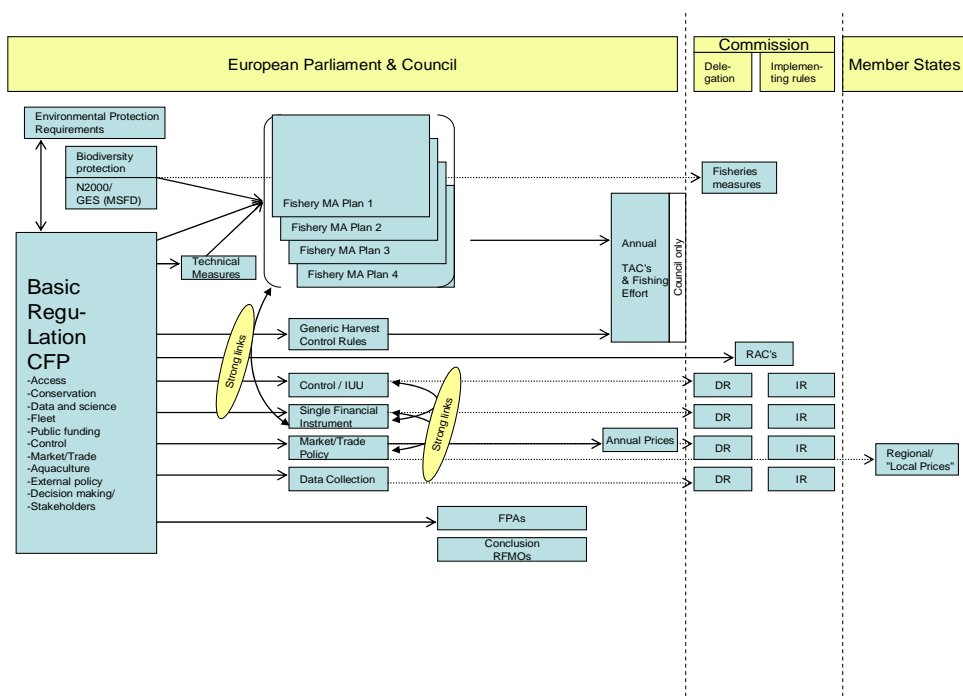 European Parliament & Council
Commission
Dele-
gation
Implemen-
ting rules
Member States
Environmental Protection
Requirements
Biodiversity
protection
N2000/
GES (MSFD)
Fishery MA Plan 1
Fishery MA Plan 2
Fishery MA Plan 3
Fishery MA Plan 4
Fisheries
measures
Technical
Measures
Annual
TAC's
& Fishing
Effort
Council only
Basic
Regu-
Lation
CFP
-Access
-Conservation
-Data and science
-Fleet
-Public funding
-Control
-Market/Trade
-Aquaculture
-External policy
-Decision making/
-Stakeholders
Strong links
Generic Harvest
Control Rules
RAC's
Control / IUU
DR
IR
Single Financial
Instrument
DR
IR
Strong links
Market/Trade
Policy
Annual Prices
DR
IR
Regional/
"Local Prices"
Data Collection
DR
IR
FPAs
Conclusion
RFMOs